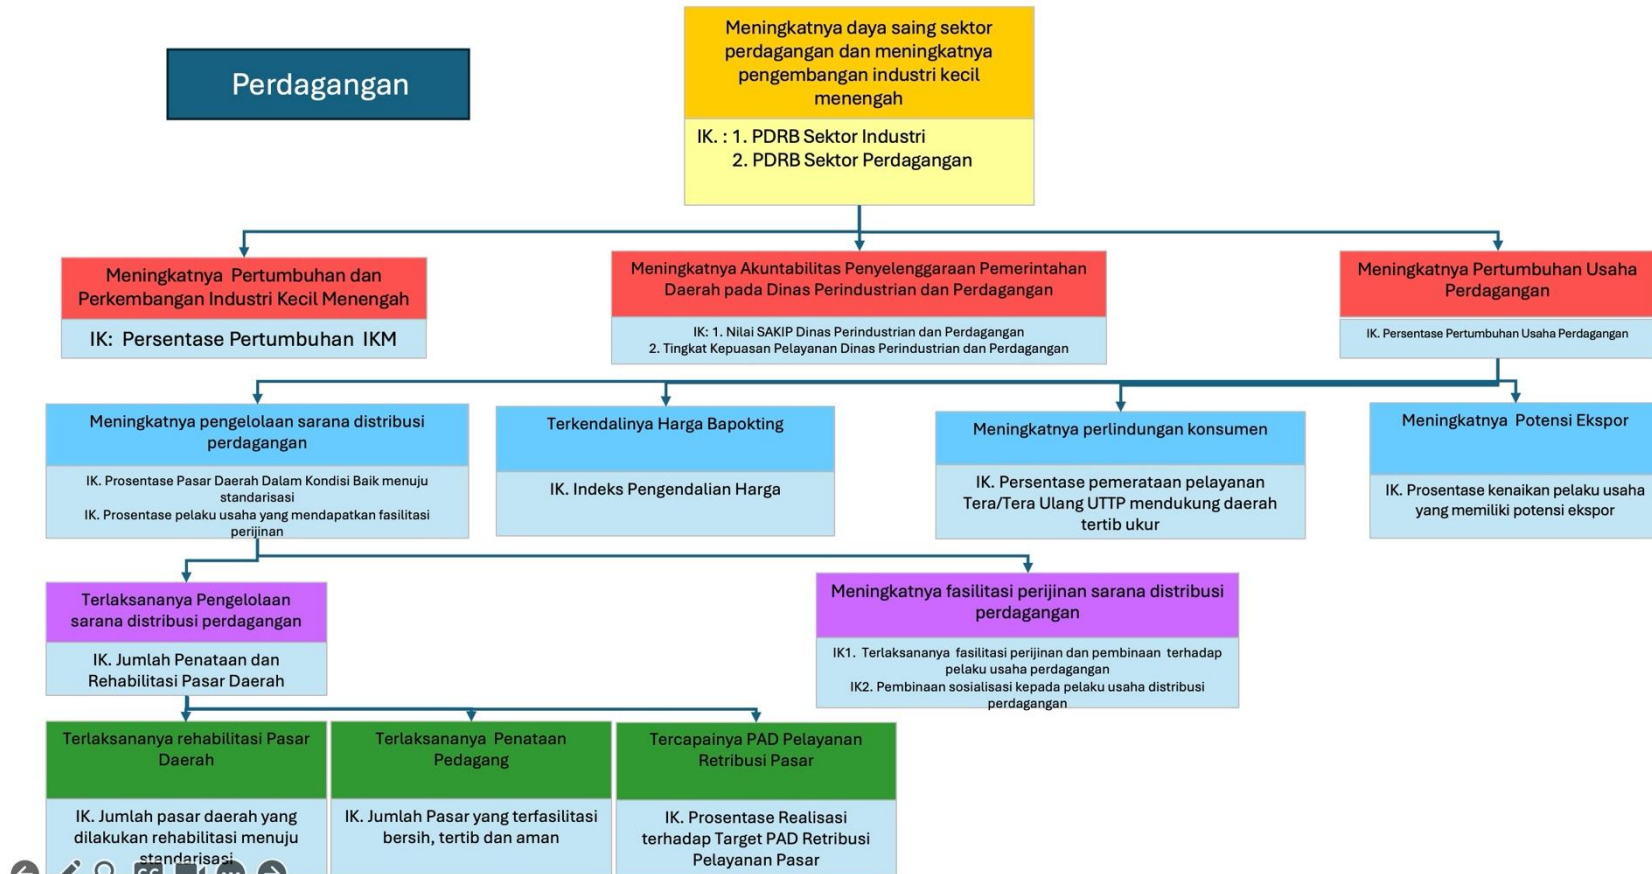 Perdagangan
Meningkatnya daya saing sektor
perdagangan dan meningkatnya
pengembangan industri kecil
menengah
IK. : 1. PDRB Sektor Industri
2. PDRB Sektor Perdagangan
Meningkatnya Pertumbuhan dan
Perkembangan Industri Kecil Menengah
IK: Persentase Pertumbuhan IKM
Meningkatnya Akuntabilitas Penyelenggaraan Pemerintahan
Daerah pada Dinas Perindustrian dan Perdagangan
IK: 1. Nilai SAKIP Dinas Perindustrian dan Perdagangan
2. Tingkat Kepuasan Pelayanan Dinas Perindustrian dan Perdagangan
Meningkatnya Pertumbuhan Usaha
Perdagangan
IK. Persentase Pertumbuhan Usaha Perdagangan
Meningkatnya pengelolaan sarana distribusi
perdagangan
IK. Prosentase Pasar Daerah Dalam Kondisi Baik menuju
standarisasi
IK. Prosentase pelaku usaha yang mendapatkan fasilitasi
perijinan
Terkendalinya Harga Bapokting
IK. Indeks Pengendalian Harga
Meningkatnya perlindungan konsumen
IK. Persentase pemerataan pelayanan
Tera/Tera Ulang UTTP mendukung daerah
tertib ukur
Meningkatnya Potensi Ekspor
IK. Prosentase kenaikan pelaku usaha
yang memiliki potensi ekspor
Terlaksananya Pengelolaan
sarana distribusi perdagangan
IK. Jumlah Penataan dan
Rehabilitasi Pasar Daerah
Meningkatnya fasilitasi perijinan sarana distribusi
perdagangan
IK1. Terlaksananya fasilitasi perijinan dan pembinaan terhadap
pelaku usaha perdagangan
IK2. Pembinaan sosialisasi kepada pelaku usaha distribusi
perdagangan
Terlaksananya rehabilitasi Pasar
Daerah
IK. Jumlah pasar daerah yang
dilakukan rehabilitasi menuju
standarisasi
Terlaksananya Penataan
Pedagang
IK. Jumlah Pasar yang terfasilitasi
bersih, tertib dan aman
Tercapainya PAD Pelayanan
Retribusi Pasar
IK. Prosentase Realisasi
terhadap Target PAD Retribusi
Pelayanan Pasar
CC